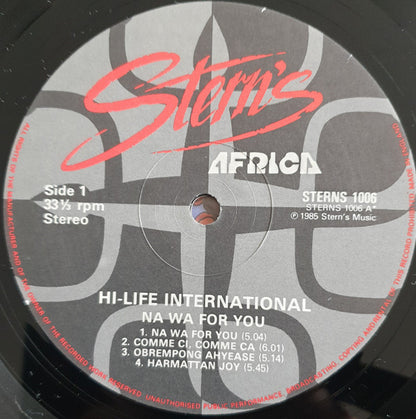 Stern's
AFRICA
Side 1
33⅓ rpm
Stereo
STERNS 1006
STERNS 1006 A*
℗ 1985 Stern's Music
HI-LIFE INTERNATIONAL
NA WA FOR YOU
1. NA WA FOR YOU (5.04)
2. COMME CI, COMME CA (6.01)
3. OBREMPONG AHYEASE (5.14)
4. HARMATTAN JOY (5.45)
ALL RIGHTS OF THE MANUFACTURER AND OF THE OWNER OF THE RECORDED WORK RESERVED. UNAUTHORISED PUBLIC PERFORMANCE, BROADCASTING, COPYING AND